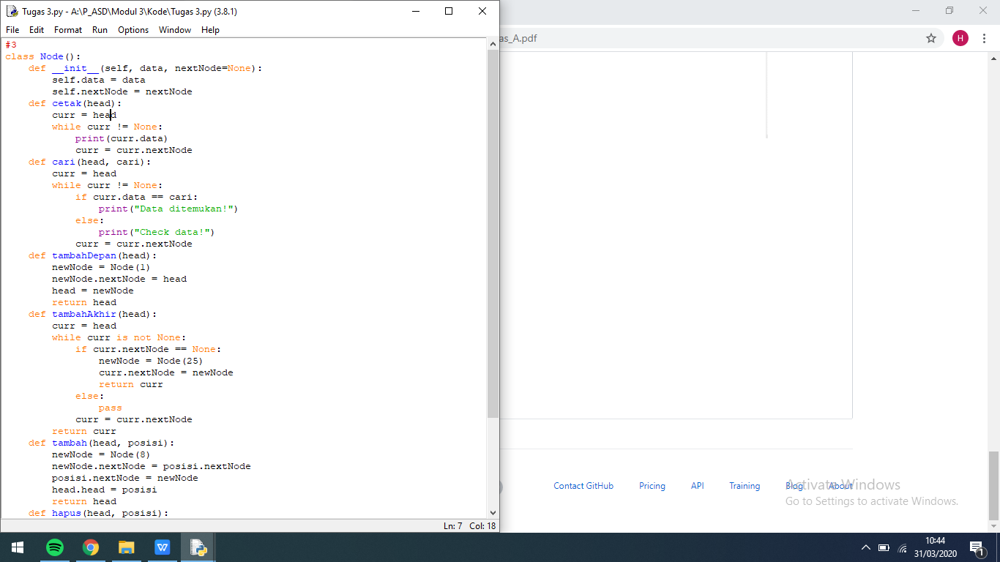 Tugas 3.py - A:\P_ASD\Modul 3\Kode\Tugas 3.py (3.8.1)
File Edit Format Run Options Window Help
#3
class Node():
    def __init__(self, data, nextNode=None):
        self.data = data
        self.nextNode = nextNode
    def cetak(head):
        curr = head
        while curr != None:
            print(curr.data)
            curr = curr.nextNode
    def cari(head, cari):
        curr = head
        while curr != None:
            if curr.data == cari:
                print("Data ditemukan!")
            else:
                print("Check data!")
            curr = curr.nextNode
    def tambahDepan(head):
        newNode = Node(1)
        newNode.nextNode = head
        head = newNode
        return head
    def tambahAkhir(head):
        curr = head
        while curr is not None:
            if curr.nextNode == None:
                newNode = Node(25)
                curr.nextNode = newNode
                return curr
            else:
                pass
            curr = curr.nextNode
        return curr
    def tambah(head, posisi):
        newNode = Node(8)
        newNode.nextNode = posisi.nextNode
        posisi.nextNode = newNode
        head.head = posisi
        return head
    def hapus(head, posisi):
Ln: 7 Col: 18
as_A.pdf
H
Contact GitHub Pricing API Training Blog About
Activate Windows
Go to Settings to activate Windows.
W
10:44
31/03/2020
1